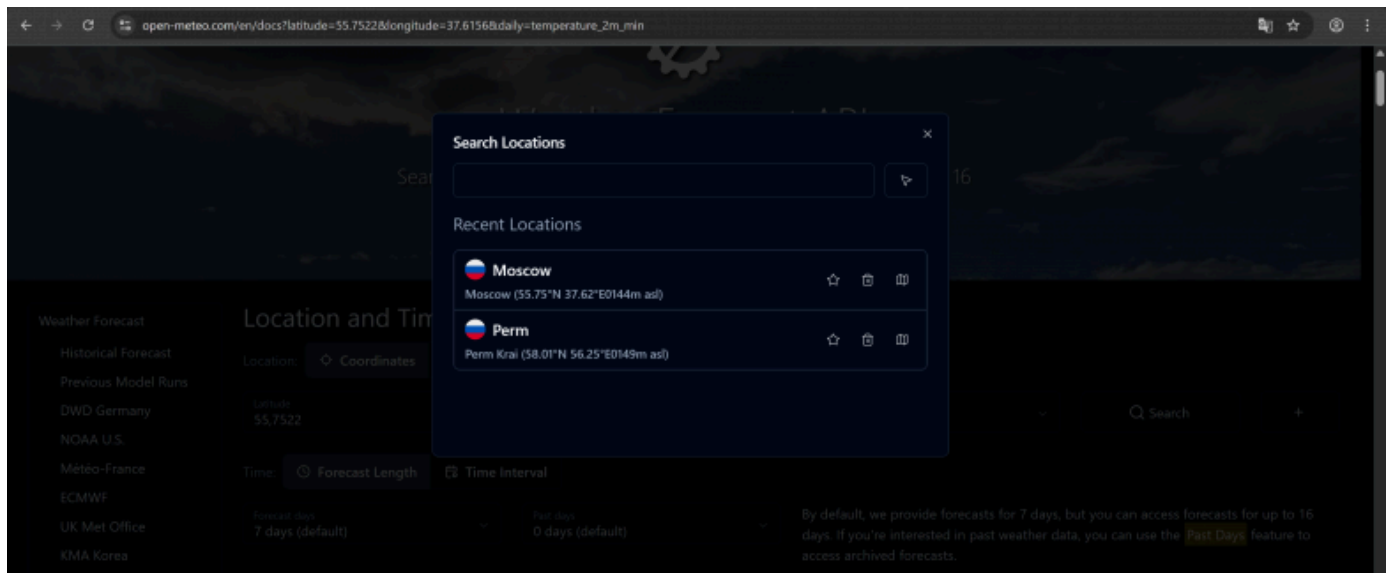 open-meteo.com/en/docs?latitude=55.7522&longitude=37.6156&daily=temperature_2m_min
Search Locations
Sear
16
Recent Locations
Moscow
Moscow (55.75°N 37.62°E0144m asl)
Perm
Perm Krai (58.01°N 56.25°E0149m asl)
Weather Forecast
Historical Forecast
Previous Model Runs
DWD Germany
NOAA U.S.
Météo-France
ECMWF
UK Met Office
KMA Korea
Location and Tim
Location:
Coordinates
Latitude
55,7522
Search
+
Time:
Forecast Length
Time Interval
Forecast days
7 days (default)
Past days
0 days (default)
By default, we provide forecasts for 7 days, but you can access forecasts for up to 16
days. If you're interested in past weather data, you can use the Past Days feature to
access archived forecasts.